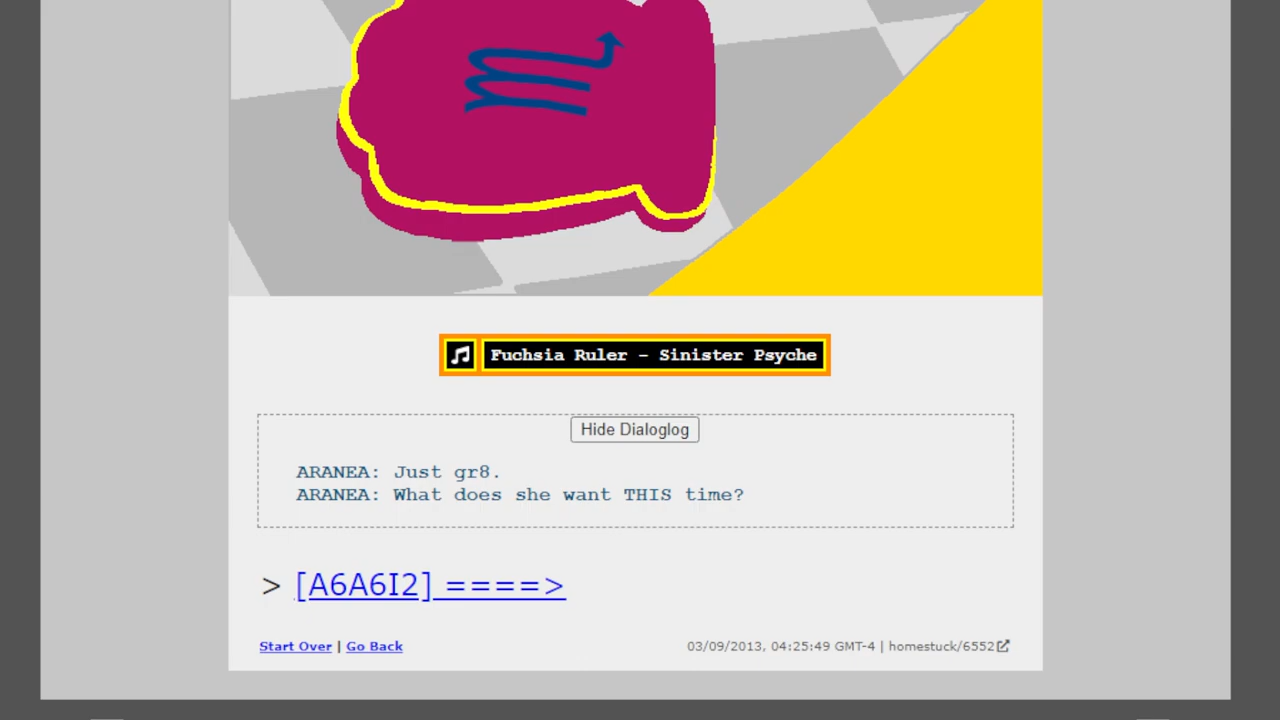 Fuchsia Ruler - Sinister Psyche
Hide Dialoglog
ARANEA: Just gr8.
ARANEA: What does she want THIS time?
> [A6A6I2] ====>
Start Over | Go Back
03/09/2013, 04:25:49 GMT-4 | homestuck/6552